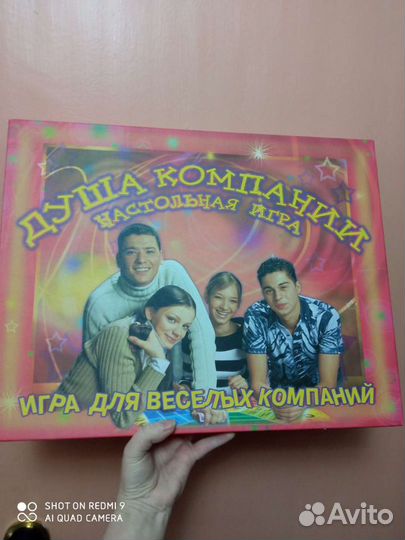 ДУША КОМПАНИИ
НАСТОЛЬНАЯ ИГРА
ИГРА ДЛЯ ВЕСЕЛЫХ КОМПАНИЙ
SHOT ON REDMI 9
AI QUAD CAMERA
Avito